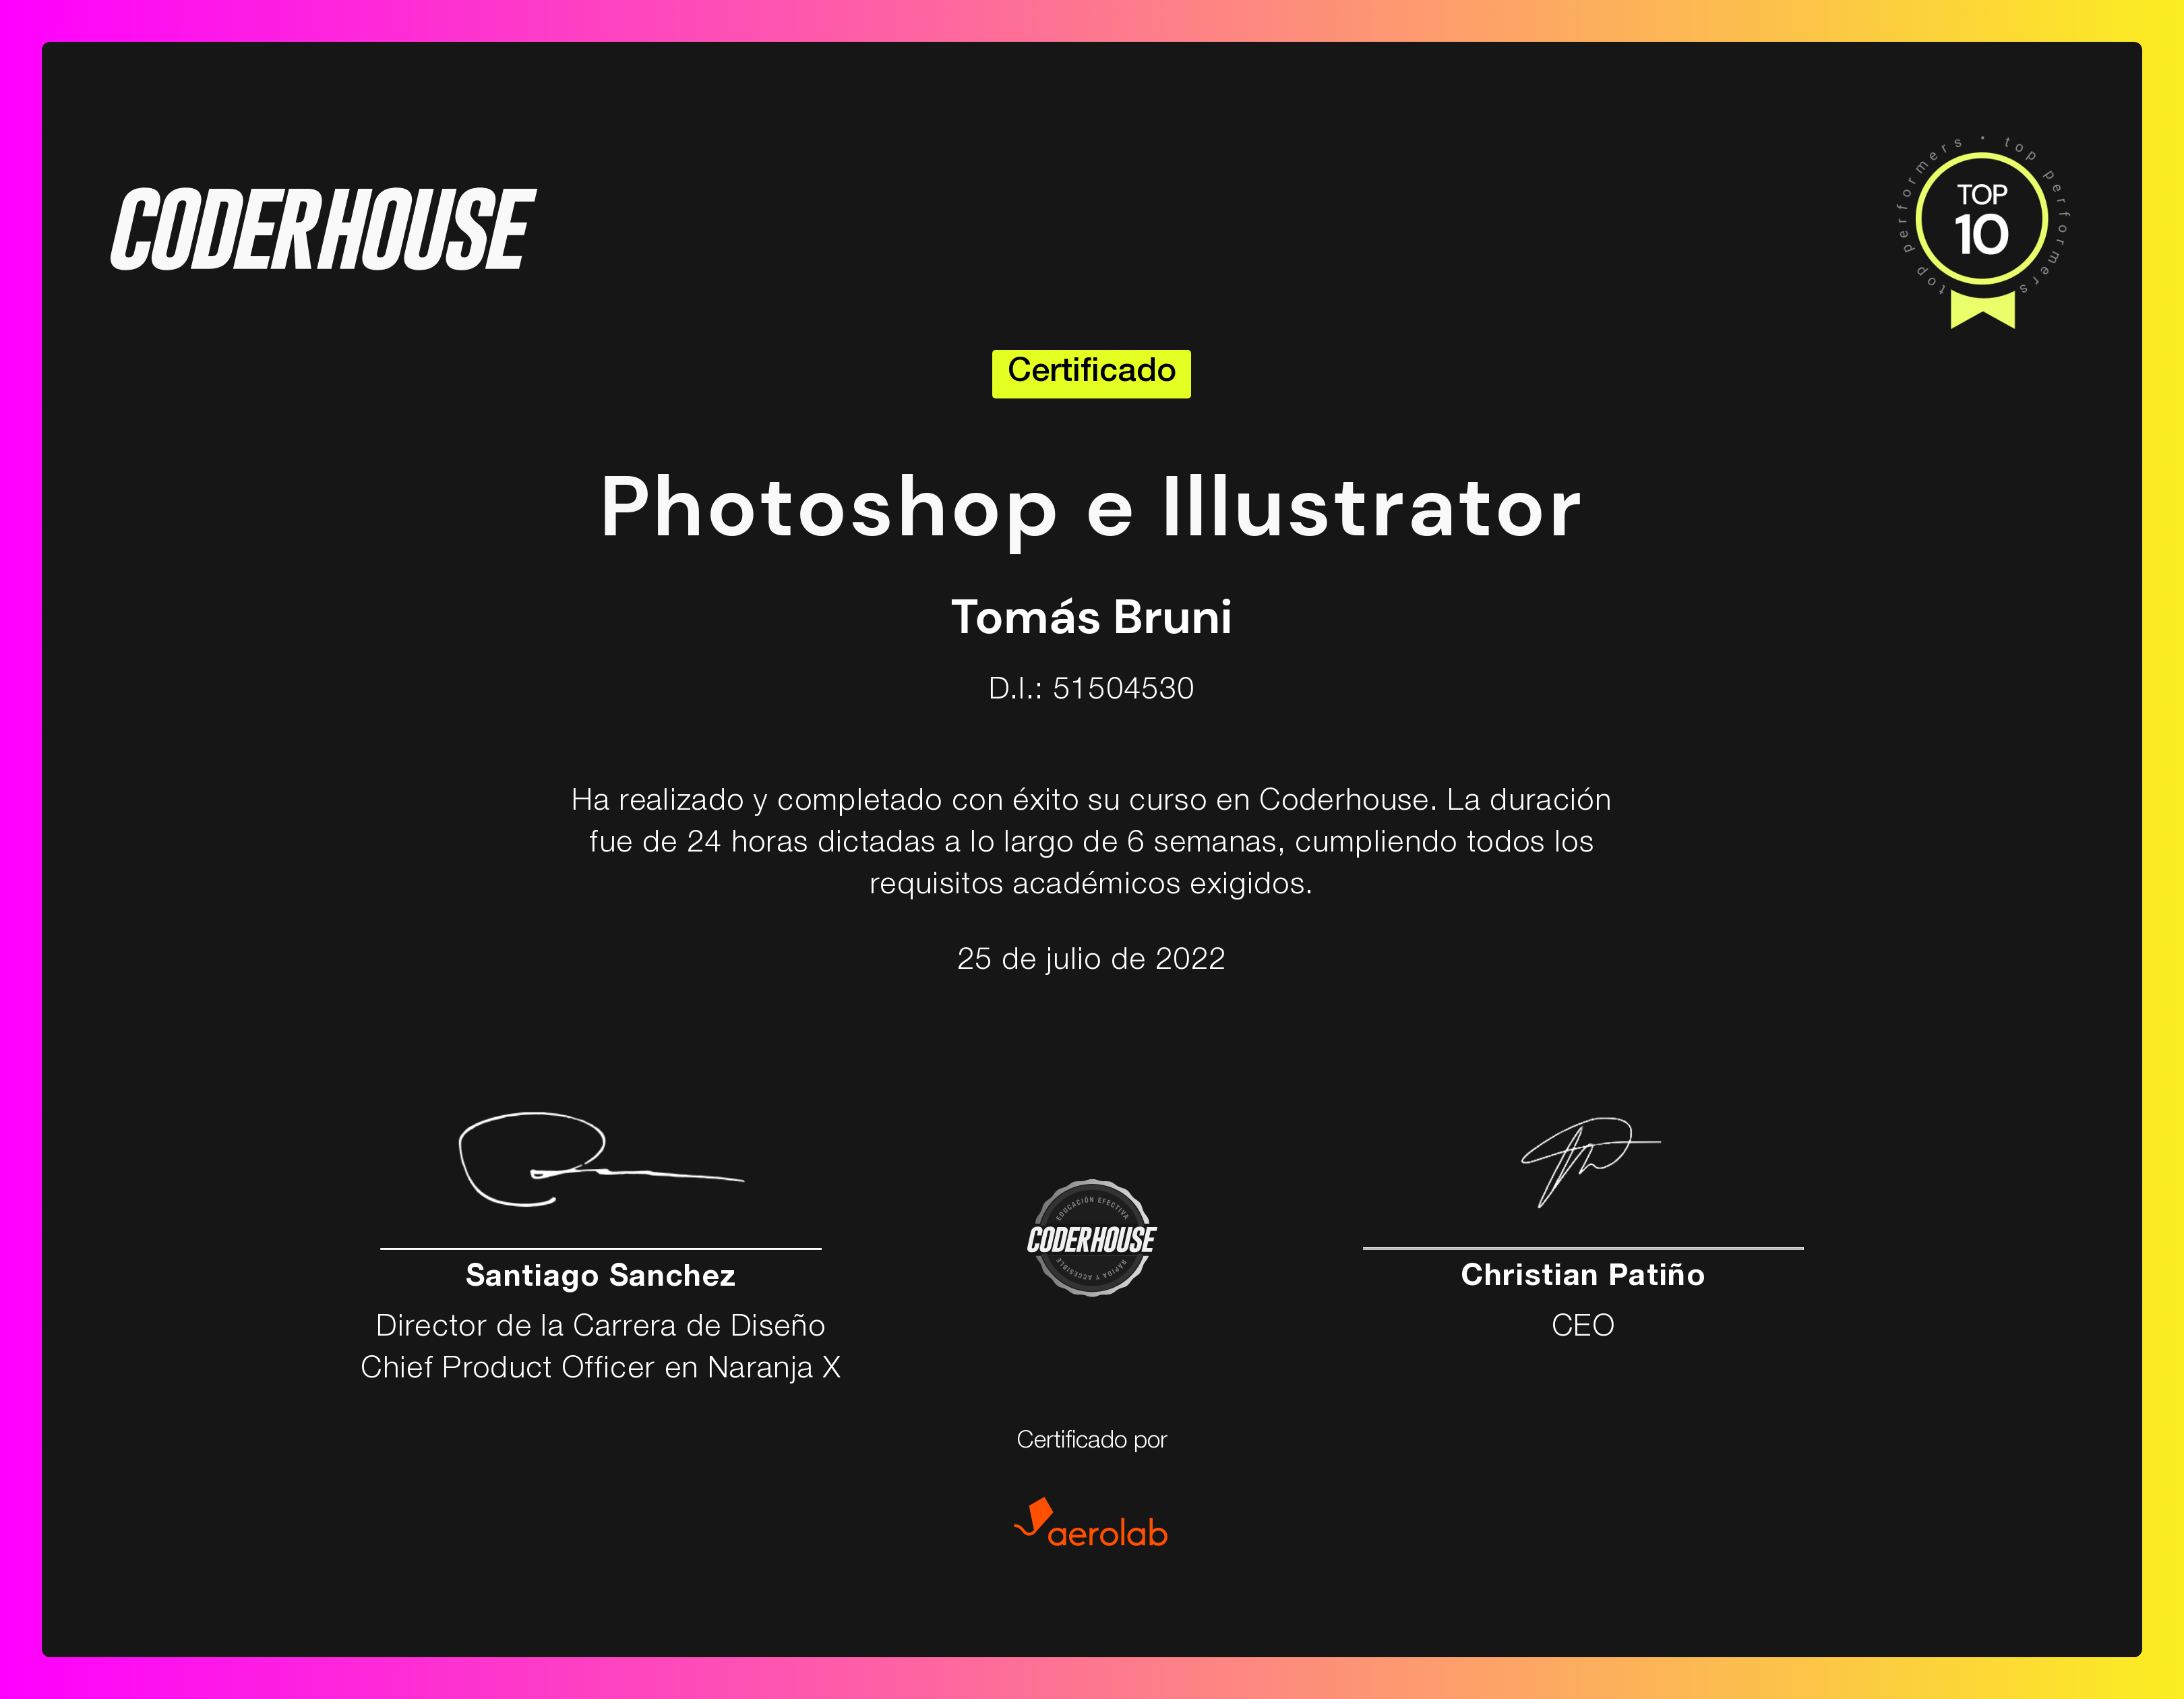 CODERHOUSE
top performers • top performers
TOP
10
Certificado
Photoshop e Illustrator
Tomás Bruni
D.I.: 51504530
Ha realizado y completado con éxito su curso en Coderhouse. La duración
fue de 24 horas dictadas a lo largo de 6 semanas, cumpliendo todos los
requisitos académicos exigidos.
25 de julio de 2022
EDUCACIÓN EFECTIVA
CODERHOUSE
RAPIDA Y ACCESIBLE
Santiago Sanchez
Director de la Carrera de Diseño
Chief Product Officer en Naranja X
Christian Patiño
CEO
Certificado por
aerolab